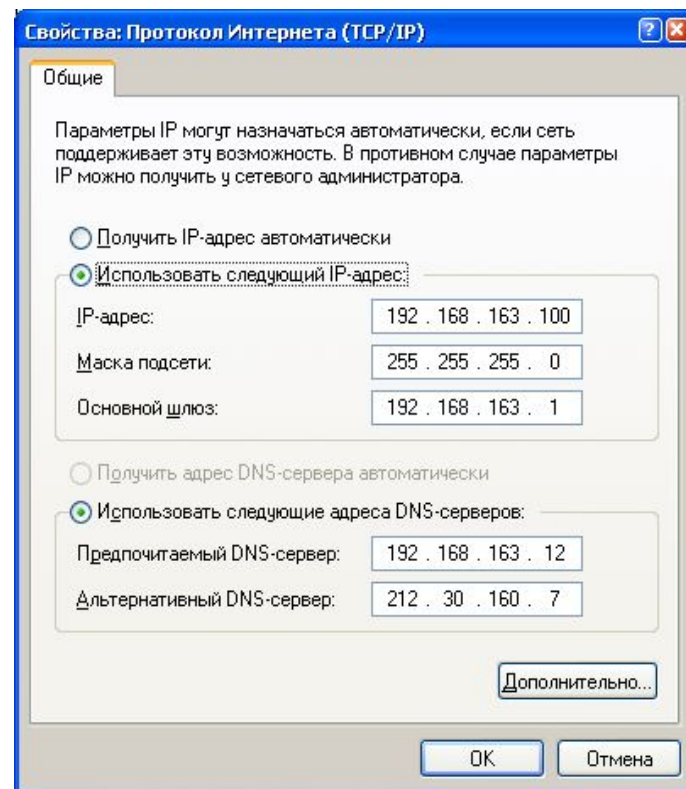 Свойства: Протокол Интернета (TCP/IP)
Общие
Параметры IP могут назначаться автоматически, если сеть
поддерживает эту возможность. В противном случае параметры
IP можно получить у сетевого администратора.
Получить IP-адрес автоматически
Использовать следующий IP-адрес:
IP-адрес: 192 . 168 . 163 . 100
Маска подсети: 255 . 255 . 255 . 0
Основной шлюз: 192 . 168 . 163 . 1
Получить адрес DNS-сервера автоматически
Использовать следующие адреса DNS-серверов:
Предпочитаемый DNS-сервер: 192 . 168 . 163 . 12
Альтернативный DNS-сервер: 212 . 30 . 160 . 7
Дополнительно...
OK Отмена